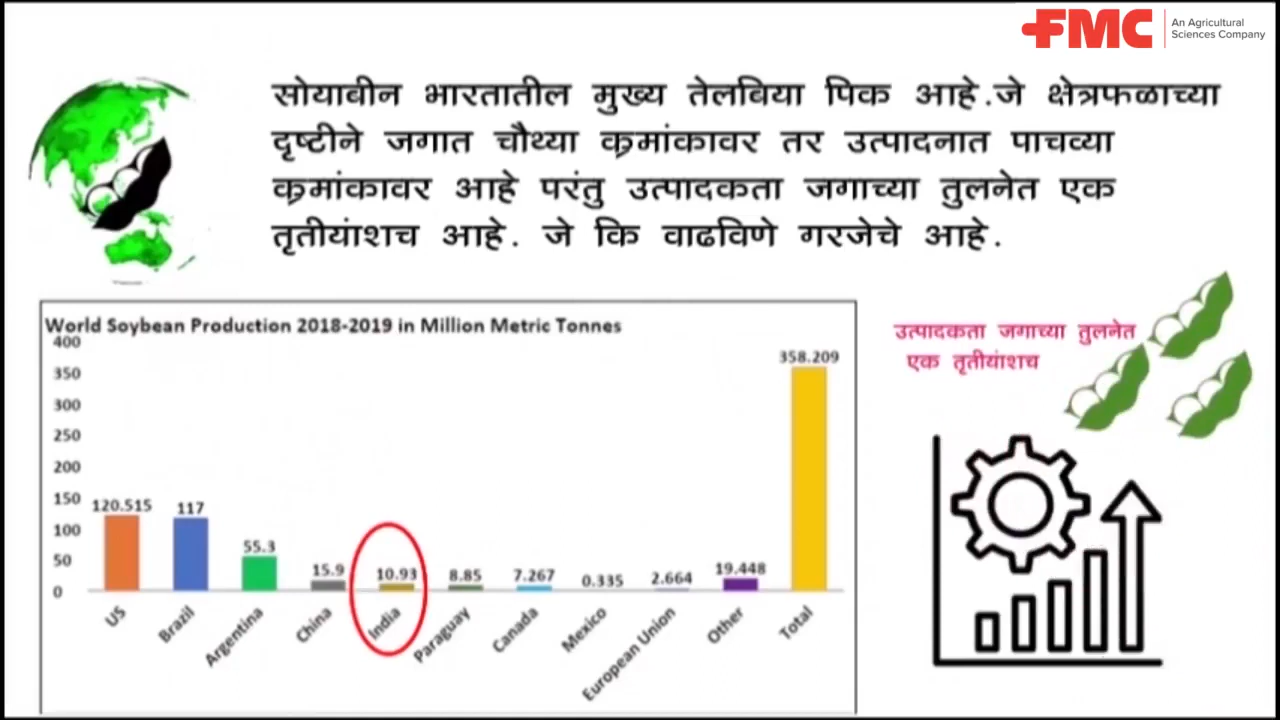 FMC
An Agricultural
Sciences Company
सोयाबीन भारतातील मुख्य तेलबिया पिक आहे.जे क्षेत्रफळाच्या
दृष्टीने जगात चौथ्या क्रमांकावर तर उत्पादनात पाचव्या
क्रमांकावर आहे परंतु उत्पादकता जगाच्या तुलनेत एक
तृतीयांशच आहे. जे कि वाढविणे गरजेचे आहे.
World Soybean Production 2018-2019 in Million Metric Tonnes
400
350
300
250
200
150
100
50
0
120.515
117
55.3
15.9
10.93
8.85
7.267
0.335
2.664
19.448
358.209
US
Brazil
Argentina
China
India
Paraguay
Canada
Mexico
European Union
Other
Total
उत्पादकता जगाच्या तुलनेत
एक तृतीयांशच